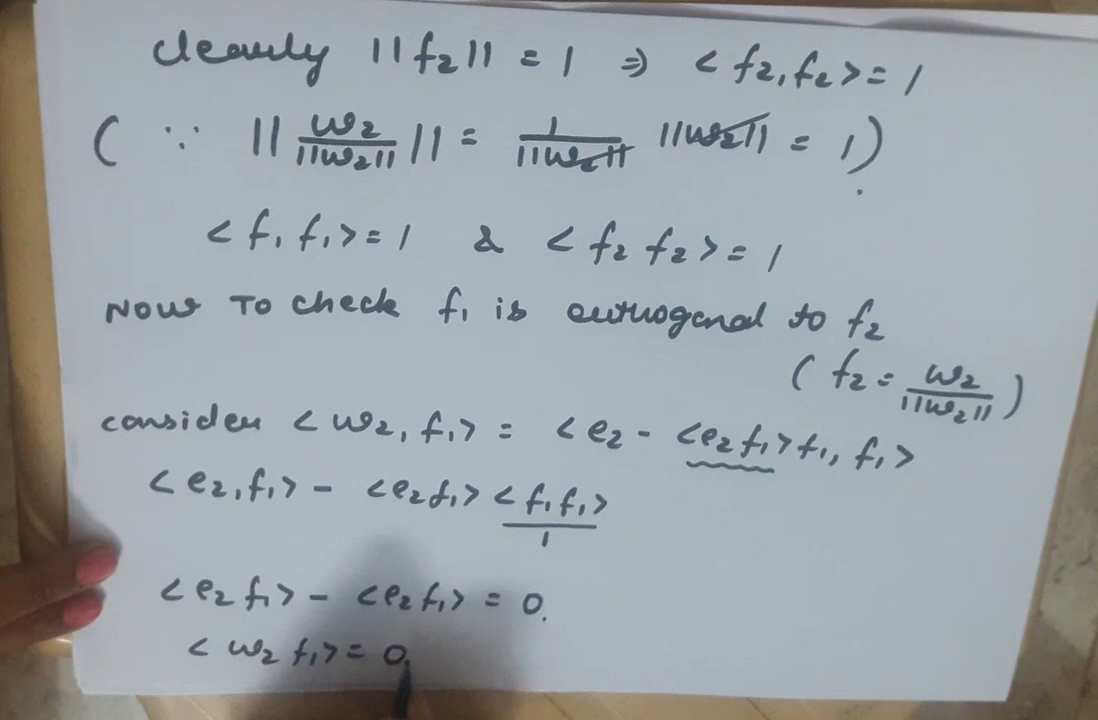 clearly ||f₂|| = 1 ⇒ < f₂, f₂ > = 1
( ∵ || w₂/||w₂|| || = 1/||w₂|| ||w₂|| = 1 ) .
< f₁ f₁ > = 1 & < f₂ f₂ > = 1
NOW TO check f₁ is orthogonal to f₂
( f₂ = w₂/||w₂|| )
consider < w₂, f₁ > = < e₂ - <e₂ f₁> f₁, f₁ >
< e₂, f₁ > - <e₂ f₁> < f₁ f₁ >
1
< e₂ f₁ > - <e₂ f₁> = 0.
< w₂ f₁ > = 0.